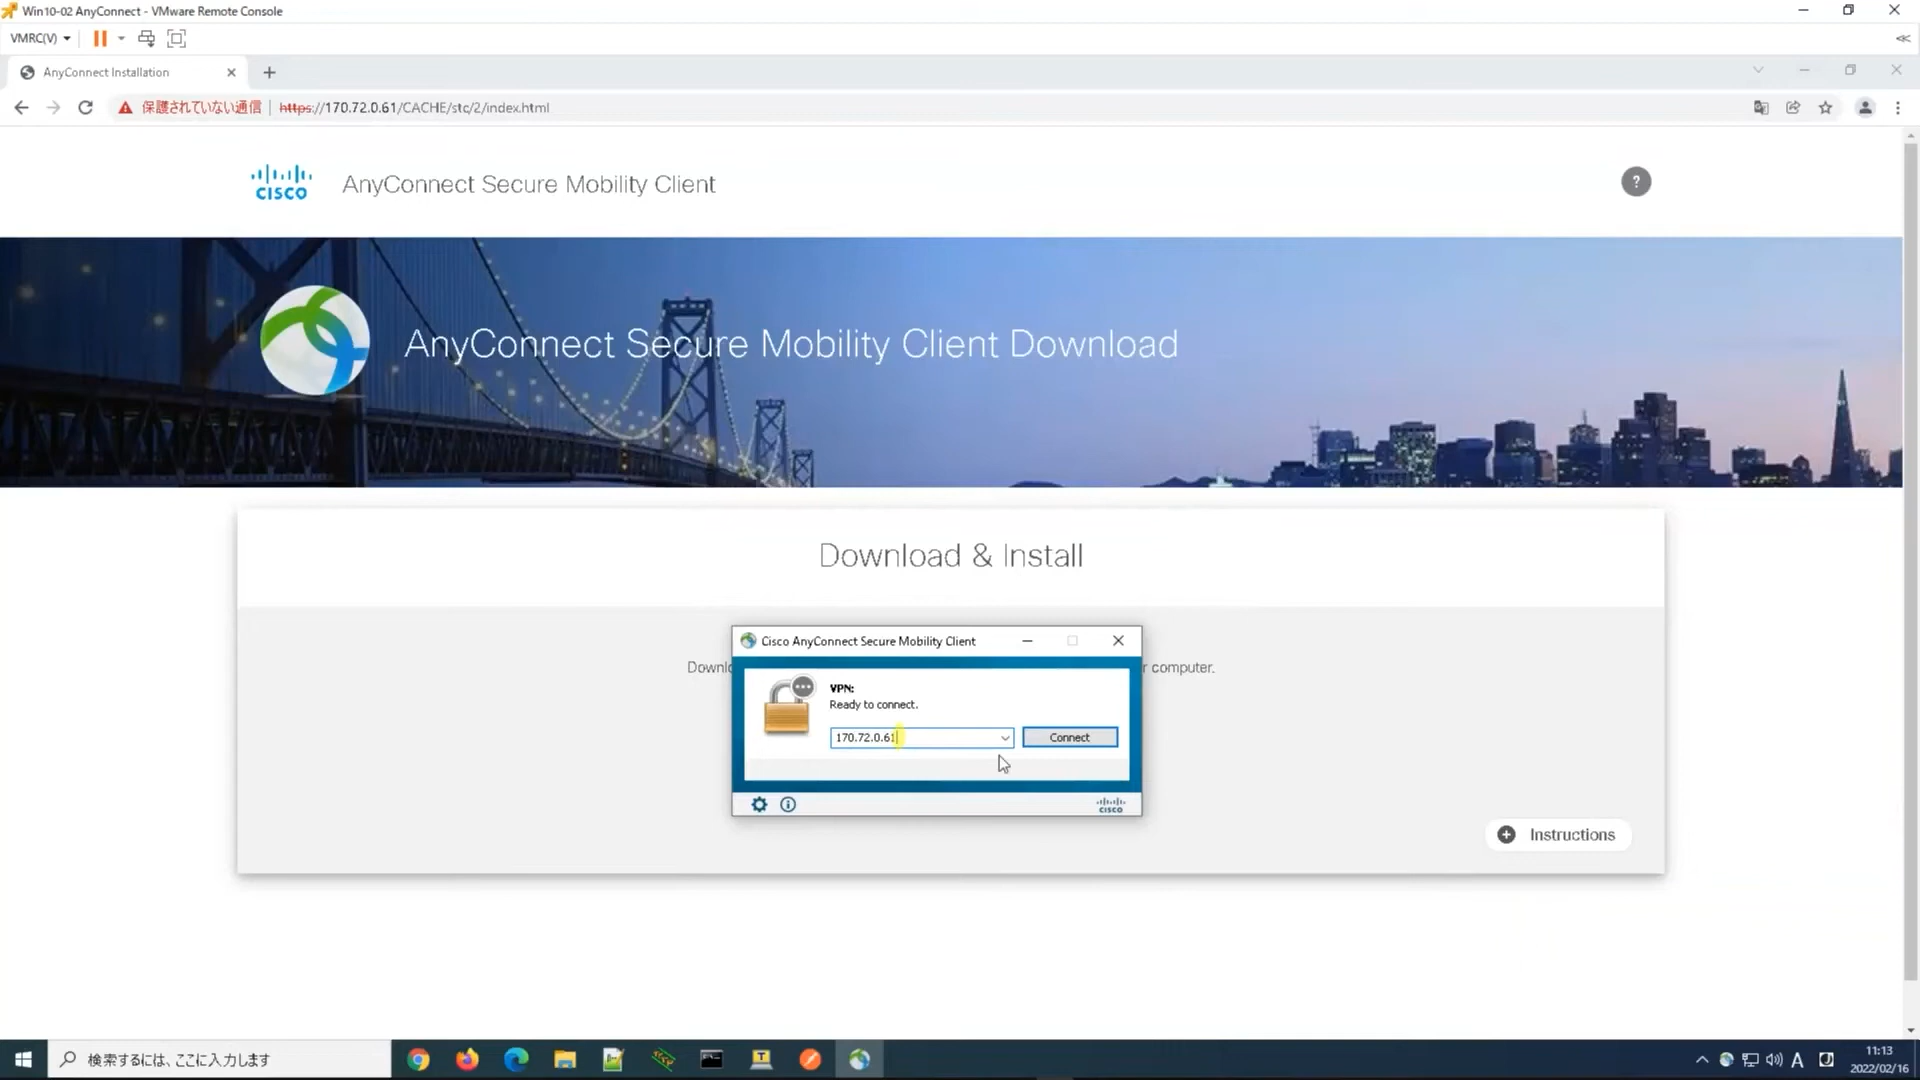 Win10-02 AnyConnect - VMware Remote Console
VMRC(V)
AnyConnect Installation
保護されていない通信 https://170.72.0.61/CACHE/stc/2/index.html
CISCO AnyConnect Secure Mobility Client ?
AnyConnect Secure Mobility Client Download
Download & Install
Cisco AnyConnect Secure Mobility Client
computer.
VPN:
Ready to connect.
170.72.0.61 Connect
CISCO
Instructions
検索するには、ここに入力します
A
11:13
2022/02/16